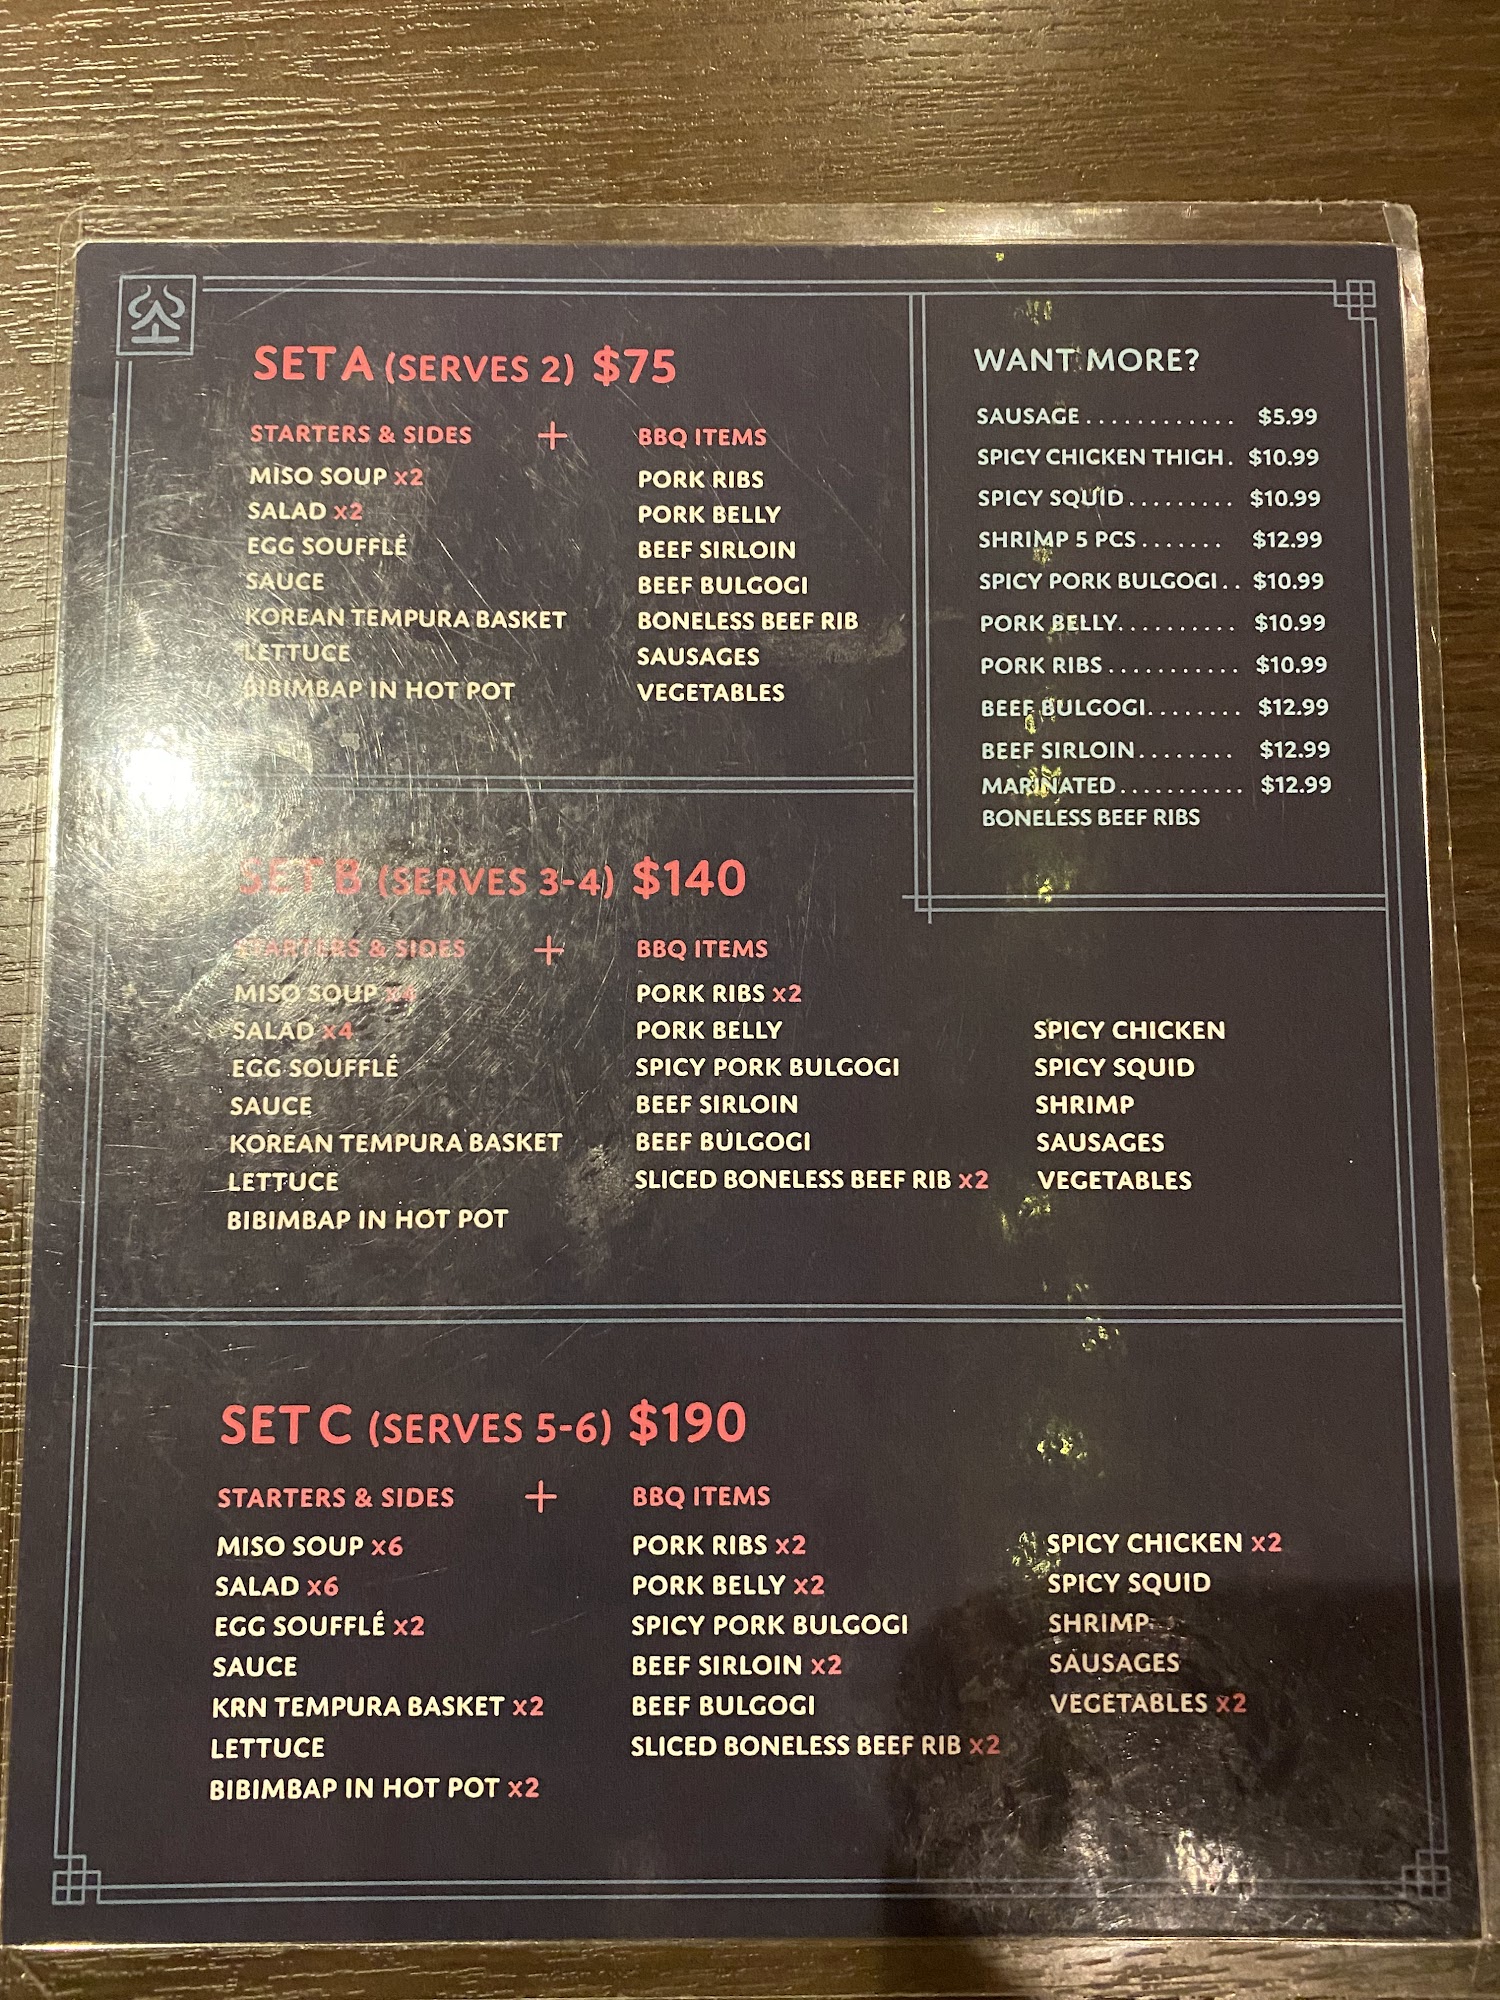 SET A (SERVES 2) $75
STARTERS & SIDES + BBQ ITEMS
MISO SOUP x2
SALAD x2
EGG SOUFFLÉ
SAUCE
KOREAN TEMPURA BASKET
LETTUCE
BIBIMBAP IN HOT POT
PORK RIBS
PORK BELLY
BEEF SIRLOIN
BEEF BULGOGI
BONELESS BEEF RIB
SAUSAGES
VEGETABLES
WANT MORE?
SAUSAGE............ $5.99
SPICY CHICKEN THIGH. $10.99
SPICY SQUID......... $10.99
SHRIMP 5 PCS....... $12.99
SPICY PORK BULGOGI.. $10.99
PORK BELLY.......... $10.99
PORK RIBS........... $10.99
BEEF BULGOGI........ $12.99
BEEF SIRLOIN........ $12.99
MARINATED........... $12.99
BONELESS BEEF RIBS
SET B (SERVES 3-4) $140
STARTERS & SIDES + BBQ ITEMS
MISO SOUP x4
SALAD x4
EGG SOUFFLÉ
SAUCE
KOREAN TEMPURA BASKET
LETTUCE
BIBIMBAP IN HOT POT
PORK RIBS x2
PORK BELLY
SPICY PORK BULGOGI
BEEF SIRLOIN
BEEF BULGOGI
SLICED BONELESS BEEF RIB x2
SPICY CHICKEN
SPICY SQUID
SHRIMP
SAUSAGES
VEGETABLES
SET C (SERVES 5-6) $190
STARTERS & SIDES + BBQ ITEMS
MISO SOUP x6
SALAD x6
EGG SOUFFLÉ x2
SAUCE
KRN TEMPURA BASKET x2
LETTUCE
BIBIMBAP IN HOT POT x2
PORK RIBS x2
PORK BELLY x2
SPICY PORK BULGOGI
BEEF SIRLOIN x2
BEEF BULGOGI
SLICED BONELESS BEEF RIB x2
SPICY CHICKEN x2
SPICY SQUID
SHRIMP
SAUSAGES
VEGETABLES x2